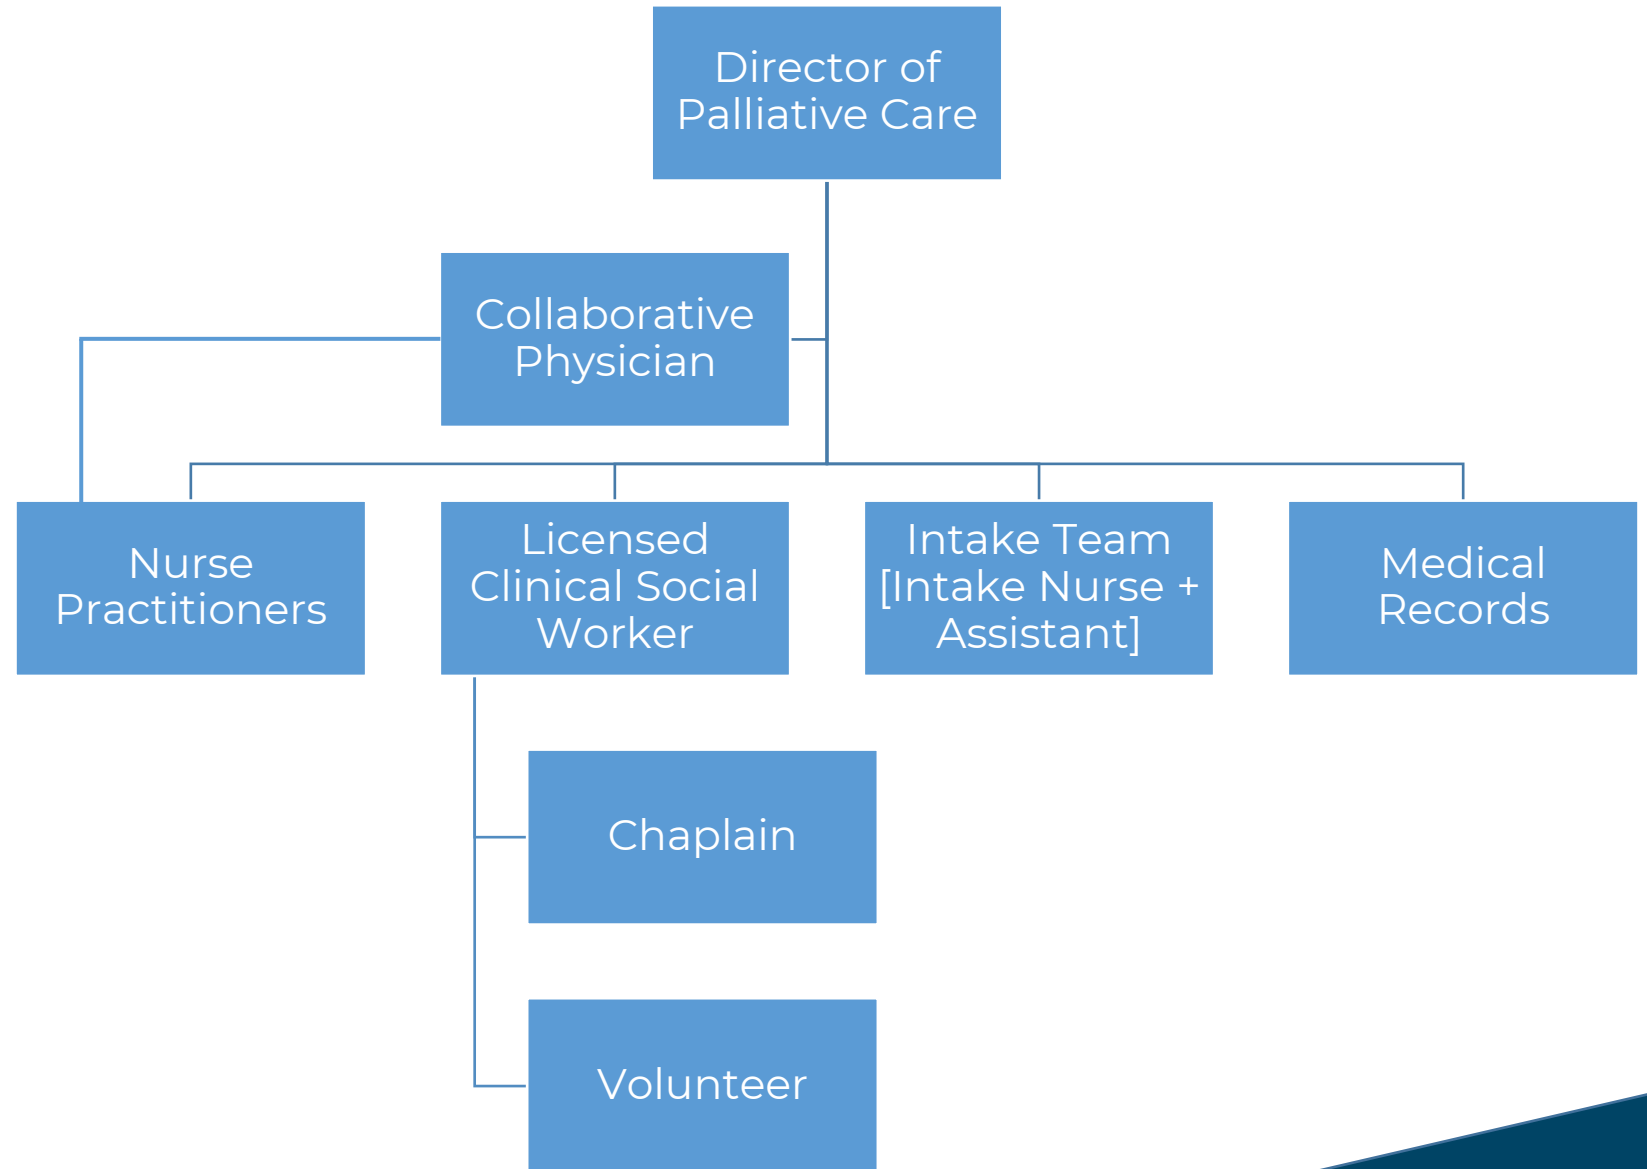 Director of
Palliative Care
Collaborative
Physician
Nurse
Practitioners
Licensed
Clinical Social
Worker
Intake Team
[Intake Nurse +
Assistant]
Medical
Records
Chaplain
Volunteer